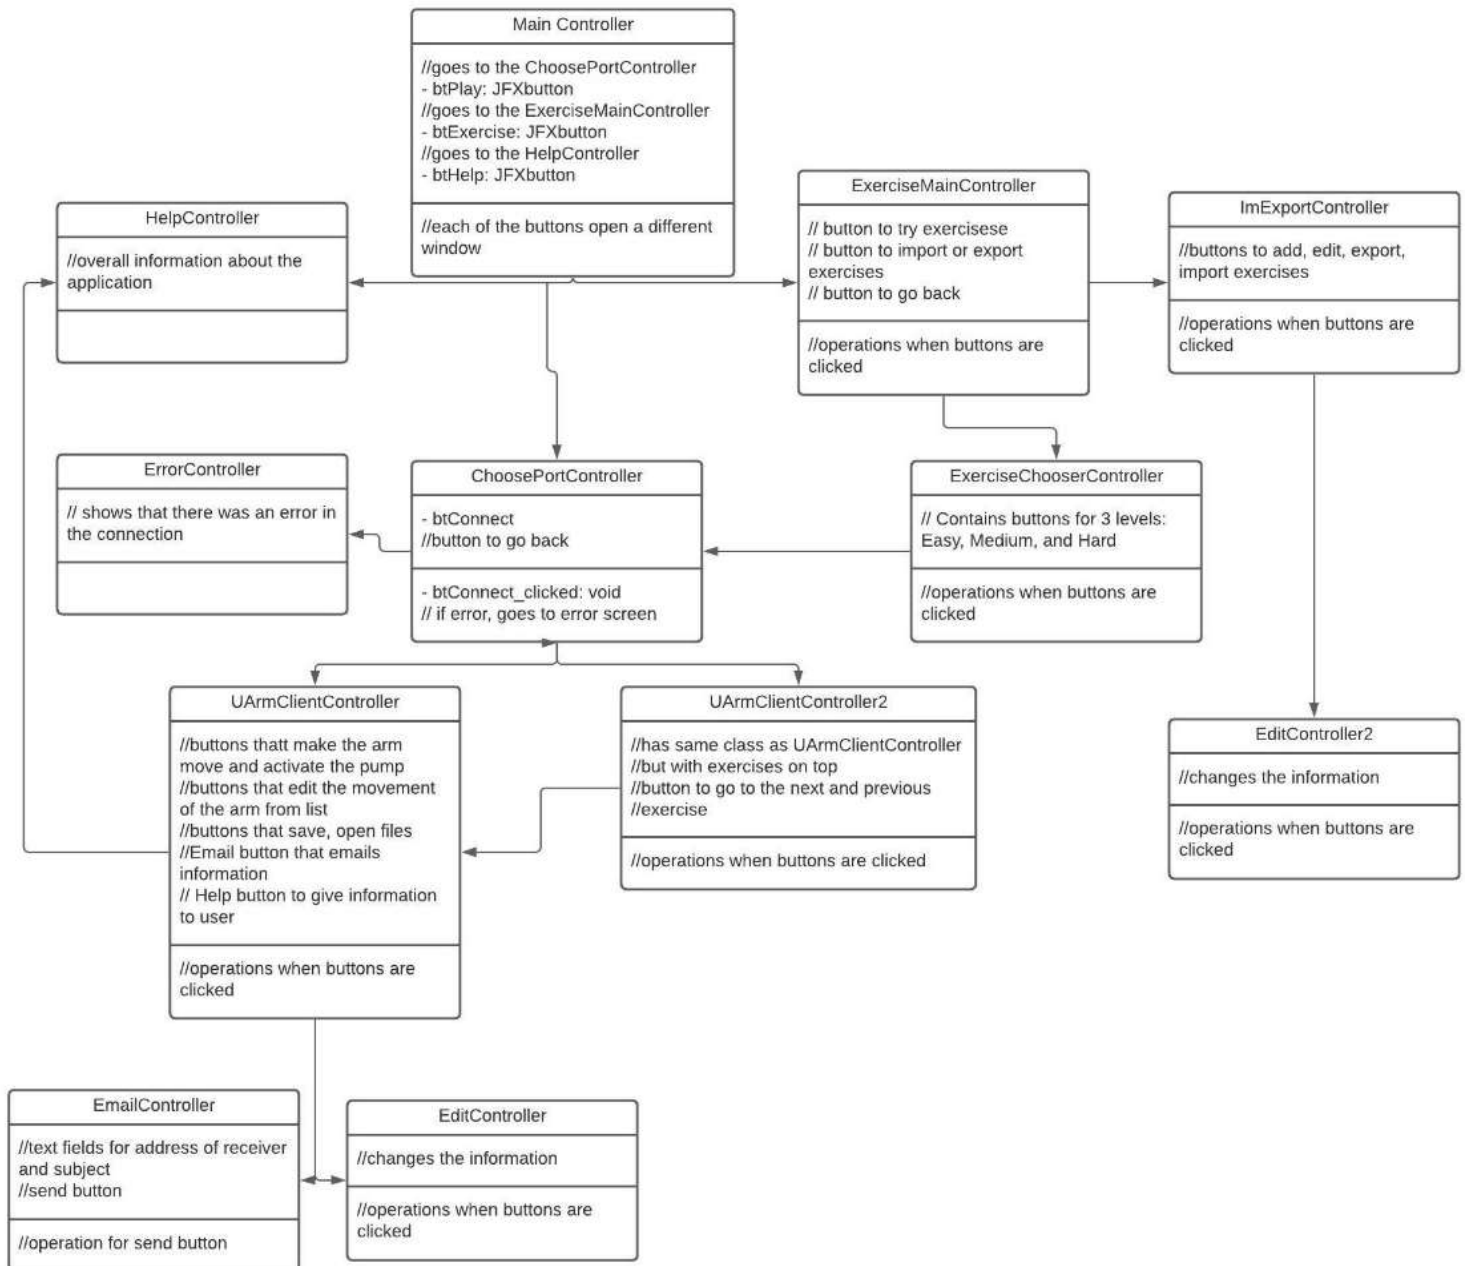 Main Controller
//goes to the ChoosePortController
- btPlay: JFXbutton
//goes to the ExerciseMainController
- btExercise: JFXbutton
//goes to the HelpController
- btHelp: JFXbutton
//each of the buttons open a different
window
HelpController
//overall information about the
application
ExerciseMainController
// button to try exercisese
// button to import or export
exercises
// button to go back
//operations when buttons are
clicked
ImExportController
//buttons to add, edit, export,
import exercises
//operations when buttons are
clicked
ErrorController
// shows that there was an error in
the connection
ChoosePortController
- btConnect
//button to go back
- btConnect_clicked: void
// if error, goes to error screen
ExerciseChooserController
// Contains buttons for 3 levels:
Easy, Medium, and Hard
//operations when buttons are
clicked
UArmClientController
//buttons thatt make the arm
move and activate the pump
//buttons that edit the movement
of the arm from list
//buttons that save, open files
//Email button that emails
information
// Help button to give information
to user
//operations when buttons are
clicked
UArmClientController2
//has same class as UArmClientController
//but with exercises on top
//button to go to the next and previous
//exercise
//operations when buttons are clicked
EditController2
//changes the information
//operations when buttons are
clicked
EmailController
//text fields for address of receiver
and subject
//send button
//operation for send button
EditController
//changes the information
//operations when buttons are
clicked